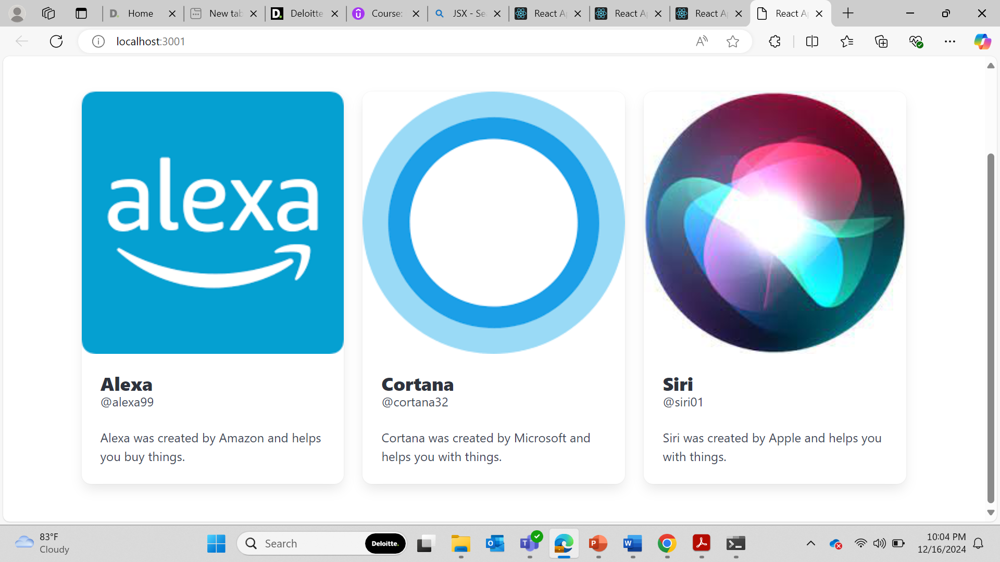 Home
New tab
Deloitte
Course:
JSX - Se
React A
React A
React A
React A
localhost:3001
alexa
Alexa
@alexa99
Alexa was created by Amazon and helps
you buy things.
Cortana
@cortana32
Cortana was created by Microsoft and
helps you with things.
Siri
@siri01
Siri was created by Apple and helps you
with things.
83°F
Cloudy
Search
Deloitte.
10:04 PM
12/16/2024